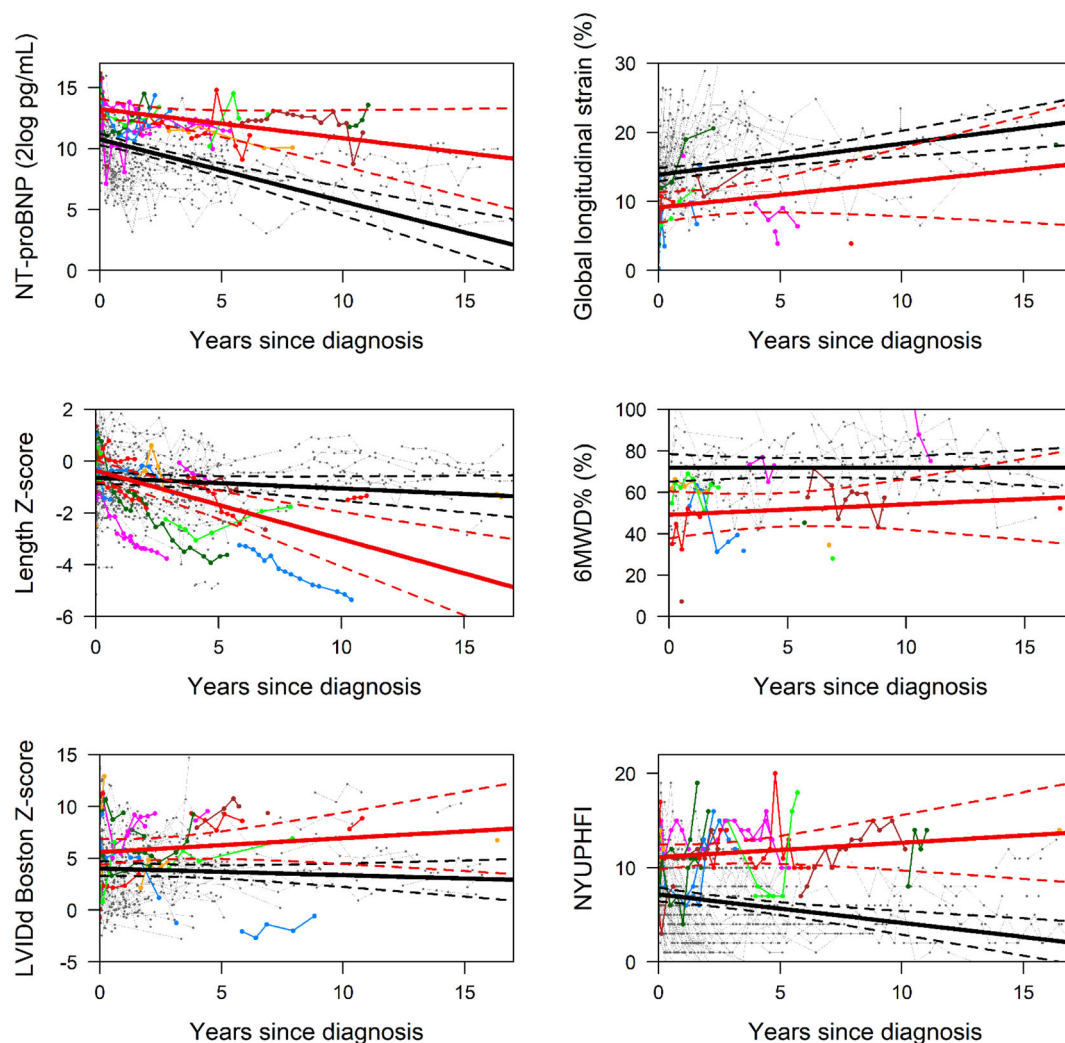 NT-proBNP (2log pg/mL)
15
10
5
0
0 5 10 15
Years since diagnosis
Global longitudinal strain (%)
30
20
10
0
0 5 10 15
Years since diagnosis
Length Z-score
2
0
-2
-4
-6
0 5 10 15
Years since diagnosis
6MWD% (%)
100
80
60
40
20
0
0 5 10 15
Years since diagnosis
LVIDd Boston Z-score
15
10
5
0
-5
0 5 10 15
Years since diagnosis
NYUPHFI
20
10
0
0 5 10 15
Years since diagnosis